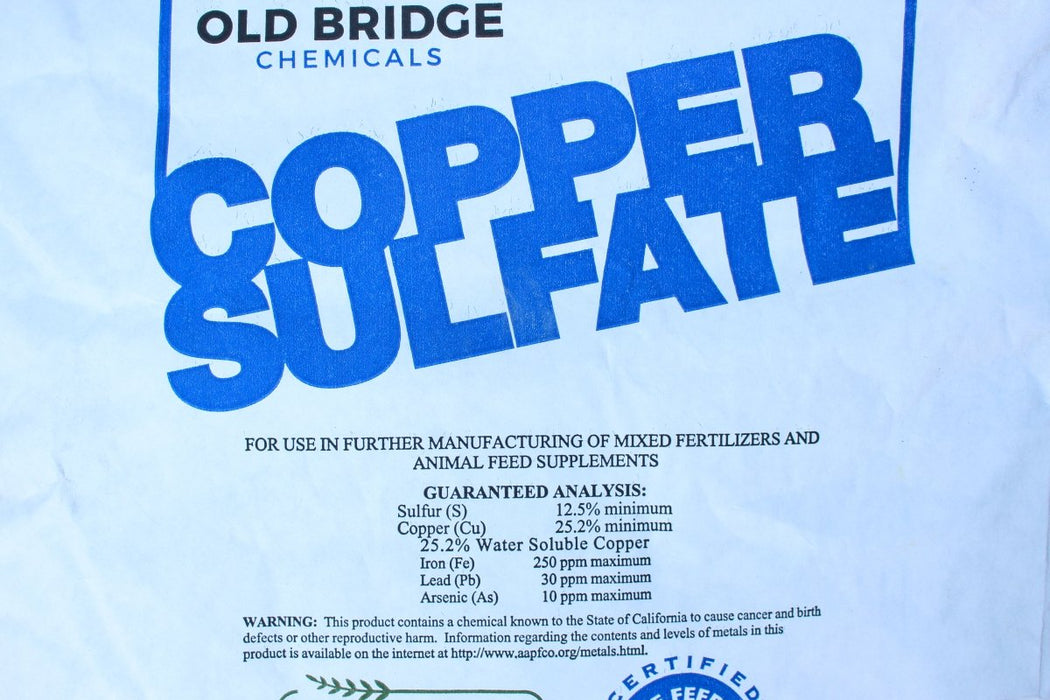 OLD BRIDGE
CHEMICALS
COPPER
SULFATE
FOR USE IN FURTHER MANUFACTURING OF MIXED FERTILIZERS AND
ANIMAL FEED SUPPLEMENTS
GUARANTEED ANALYSIS:
Sulfur (S) 12.5% minimum
Copper (Cu) 25.2% minimum
25.2% Water Soluble Copper
Iron (Fe) 250 ppm maximum
Lead (Pb) 30 ppm maximum
Arsenic (As) 10 ppm maximum
WARNING: This product contains a chemical known to the State of California to cause cancer and birth
defects or other reproductive harm. Information regarding the contents and levels of metals in this
product is available on the internet at http://www.aapfco.org/metals.html.
CERTIFIED
FEED